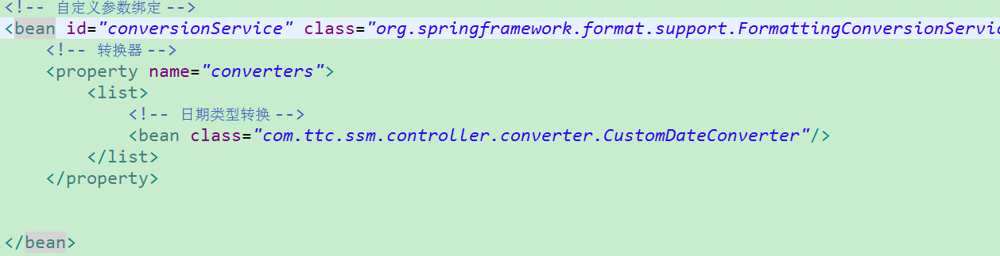 <!-- 自定义参数绑定 -->
<bean id="conversionService" class="org.springframework.format.support.FormattingConversionServic
<!-- 转换器 -->
<property name="converters">
<list>
<!-- 日期类型转换 -->
<bean class="com.ttc.ssm.controller.converter.CustomDateConverter"/>
</list>
</property>
</bean>